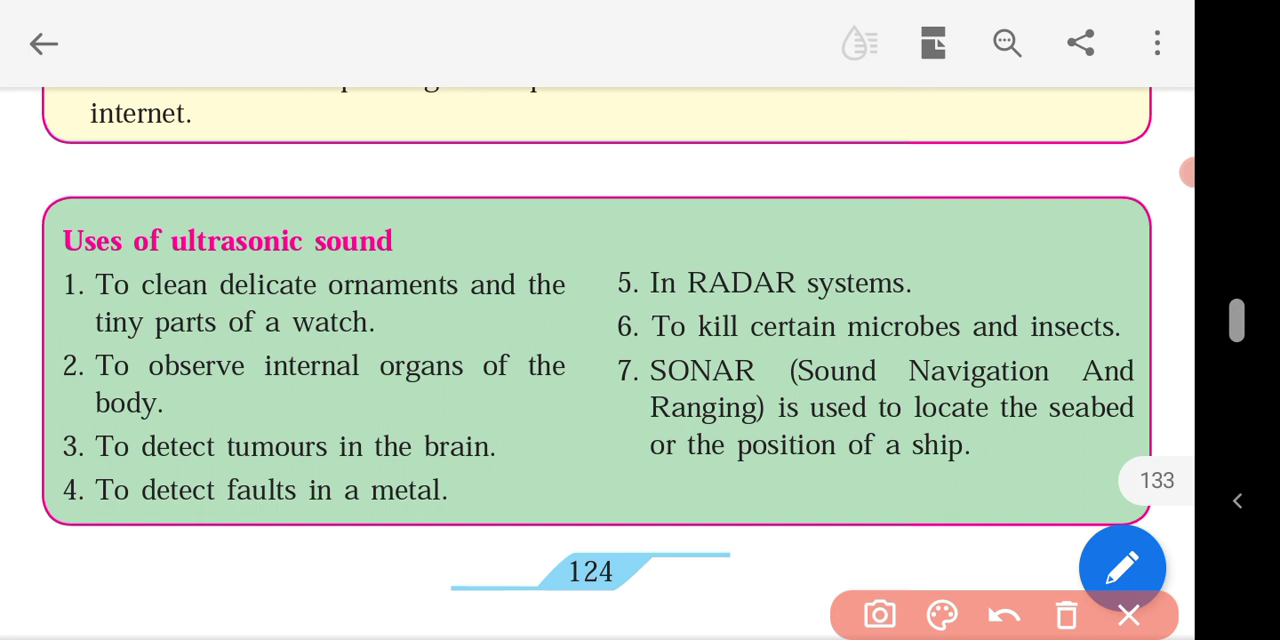 internet.
Uses of ultrasonic sound
1. To clean delicate ornaments and the
tiny parts of a watch.
2. To observe internal organs of the
body.
3. To detect tumours in the brain.
4. To detect faults in a metal.
5. In RADAR systems.
6. To kill certain microbes and insects.
7. SONAR (Sound Navigation And
Ranging) is used to locate the seabed
or the position of a ship.
133
124